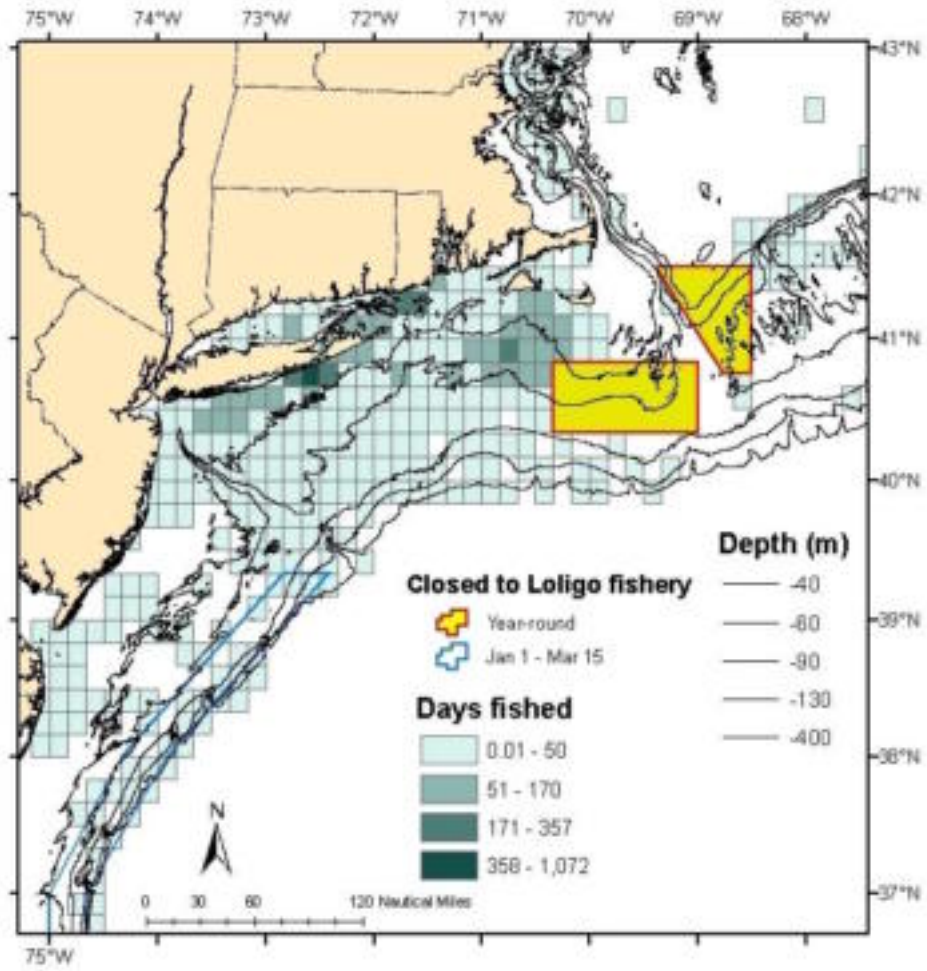 75°W 74°W 73°W 72°W 71°W 70°W 69°W 68°W
43°N
42°N
41°N
40°N
39°N
38°N
37°N
Closed to Loligo fishery
Year-round
Jan 1 - Mar 15
Days fished
0.01 - 50
51 - 170
171 - 357
358 - 1,072
Depth (m)
-40
-60
-90
-130
-400
N
0 30 60 120 Nautical Miles
75°W